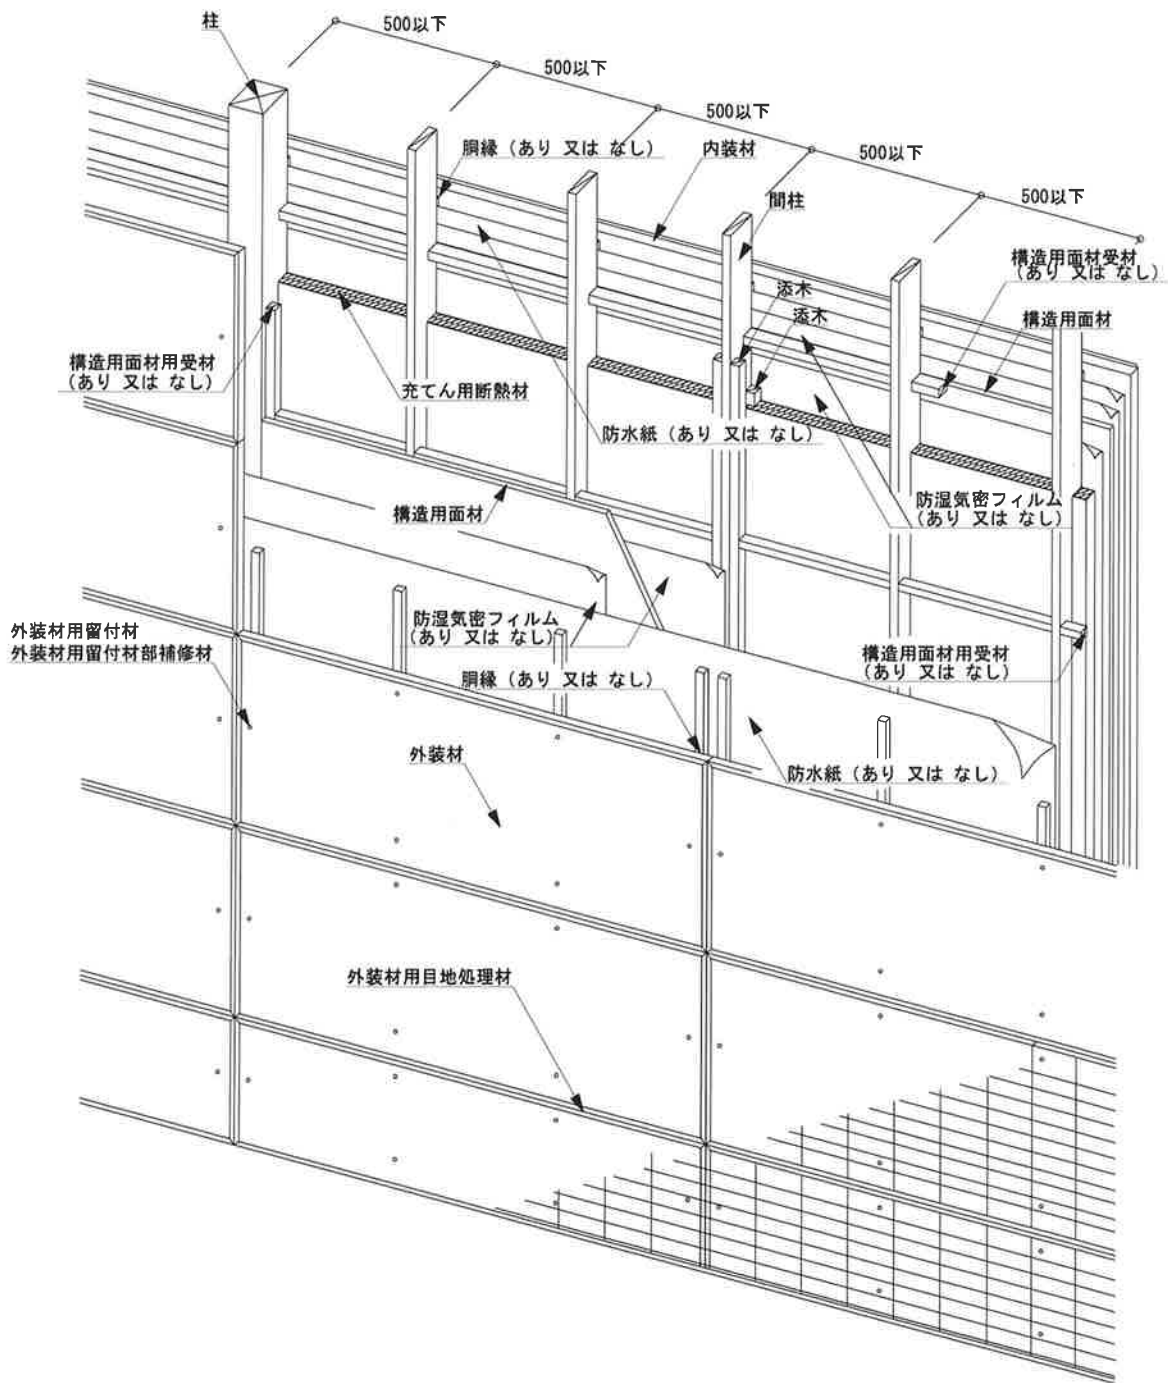 柱
500以下
500以下
500以下
500以下
500以下
胴縁（あり 又は なし）
内装材
間柱
構造用面材受材
（あり 又は なし）
添木
添木
構造用面材
構造用面材用受材
（あり 又は なし）
充てん用断熱材
防水紙（あり 又は なし）
構造用面材
防湿気密フィルム
（あり 又は なし）
防湿気密フィルム
（あり 又は なし）
外装材用留付材
外装材用留付材部補修材
構造用面材用受材
（あり 又は なし）
胴縁（あり 又は なし）
外装材
防水紙（あり 又は なし）
外装材用目地処理材